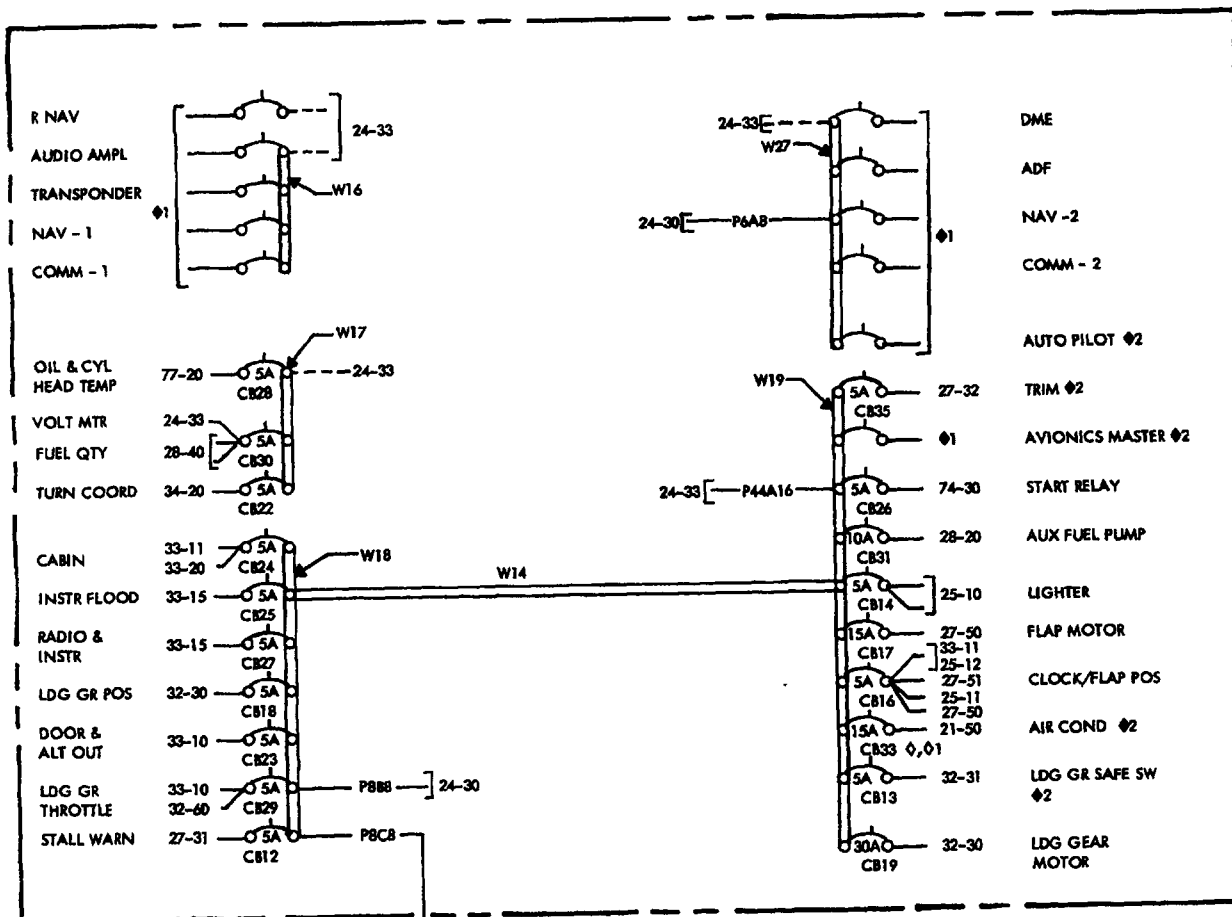 R NAV
24-33
AUDIO AMPL
TRANSPONDER
W16
◆1
NAV - 1
COMM - 1
W17
OIL & CYL
HEAD TEMP
77-20
5A
24-33
CB28
VOLT MTR
24-33
5A
FUEL QTY
28-40
CB30
TURN COORD
34-20
5A
CB22
CABIN
33-11
33-20
5A
CB24
W18
W14
INSTR FLOOD
33-15
5A
CB25
RADIO &
INSTR
33-15
5A
CB27
LDG GR POS
32-30
5A
CB18
DOOR &
ALT OUT
33-10
5A
CB23
LDG GR
THROTTLE
33-10
32-60
5A
CB29
P8B8
24-30
STALL WARN
27-31
5A
CB12
P8C8
24-33
DME
W27
ADF
24-30
P6A8
NAV -2
◆1
COMM - 2
AUTO PILOT ◆2
W19
5A
CB35
27-32
TRIM ◆2
◆1
AVIONICS MASTER ◆2
24-33
P44A16
5A
CB26
74-30
START RELAY
10A
CB31
28-20
AUX FUEL PUMP
5A
CB14
25-10
LIGHTER
15A
CB17
27-50
FLAP MOTOR
33-11
25-12
5A
CB16
27-51
25-11
27-50
CLOCK/FLAP POS
15A
CB33 ◇,◇1
21-50
AIR COND ◆2
5A
CB13
32-31
LDG GR SAFE SW
◆2
30A
CB19
32-30
LDG GEAR
MOTOR